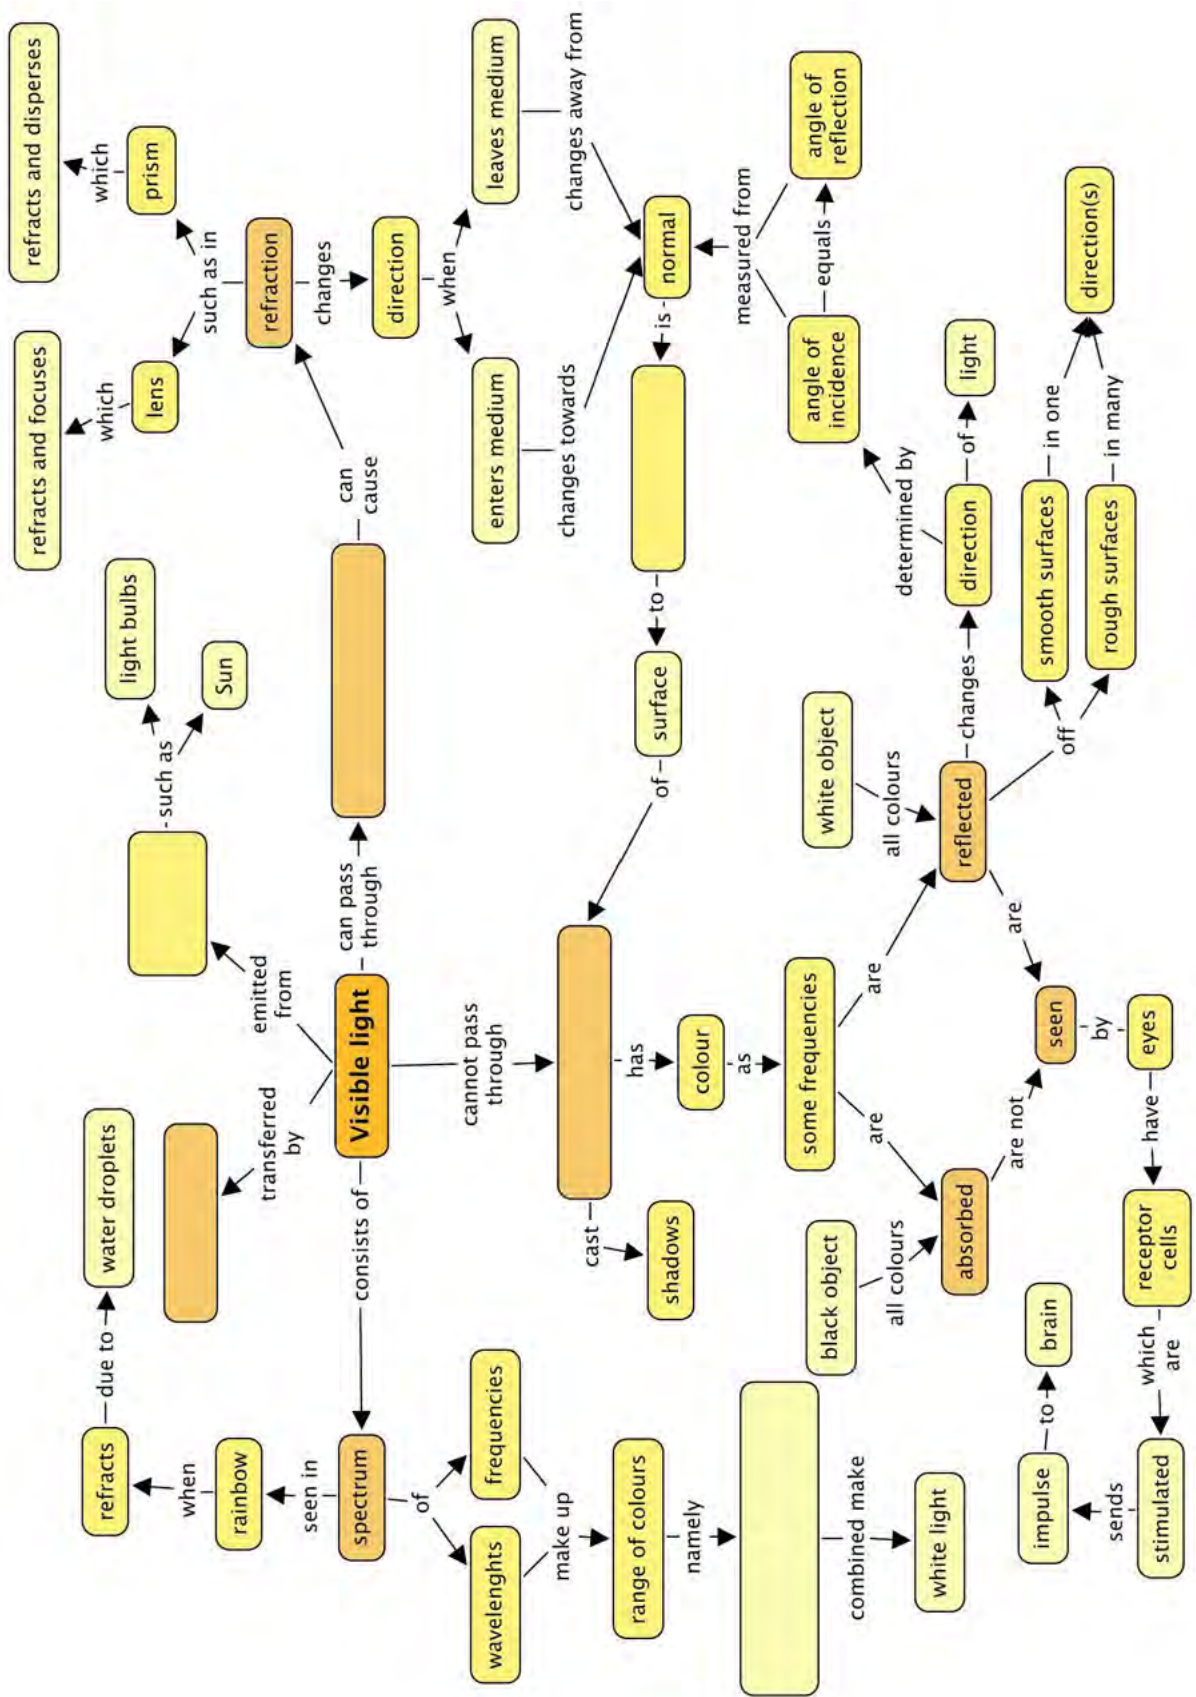 refracts
due to
water droplets
when
rainbow
seen in
spectrum
consists of
Visible light
transferred
by
emitted
from
such as
light bulbs
Sun
can pass
through
can
cause
refraction
such as in
lens
which
refracts and focuses
prism
which
refracts and disperses
changes
direction
when
enters medium
leaves medium
changes towards
changes away from
normal
is
to
surface
of
of
wavelenghts
frequencies
make up
range of colours
namely
combined make
white light
cannot pass
through
cast
shadows
has
colour
as
some frequencies
are
are
black object
all colours
absorbed
white object
all colours
reflected
are not
are
seen
by
eyes
have
receptor
cells
which
are
stimulated
sends
impulse
to
brain
changes
direction
of
light
determined by
angle of
incidence
equals
angle of
reflection
measured from
off
smooth surfaces
in one
rough surfaces
in many
direction(s)